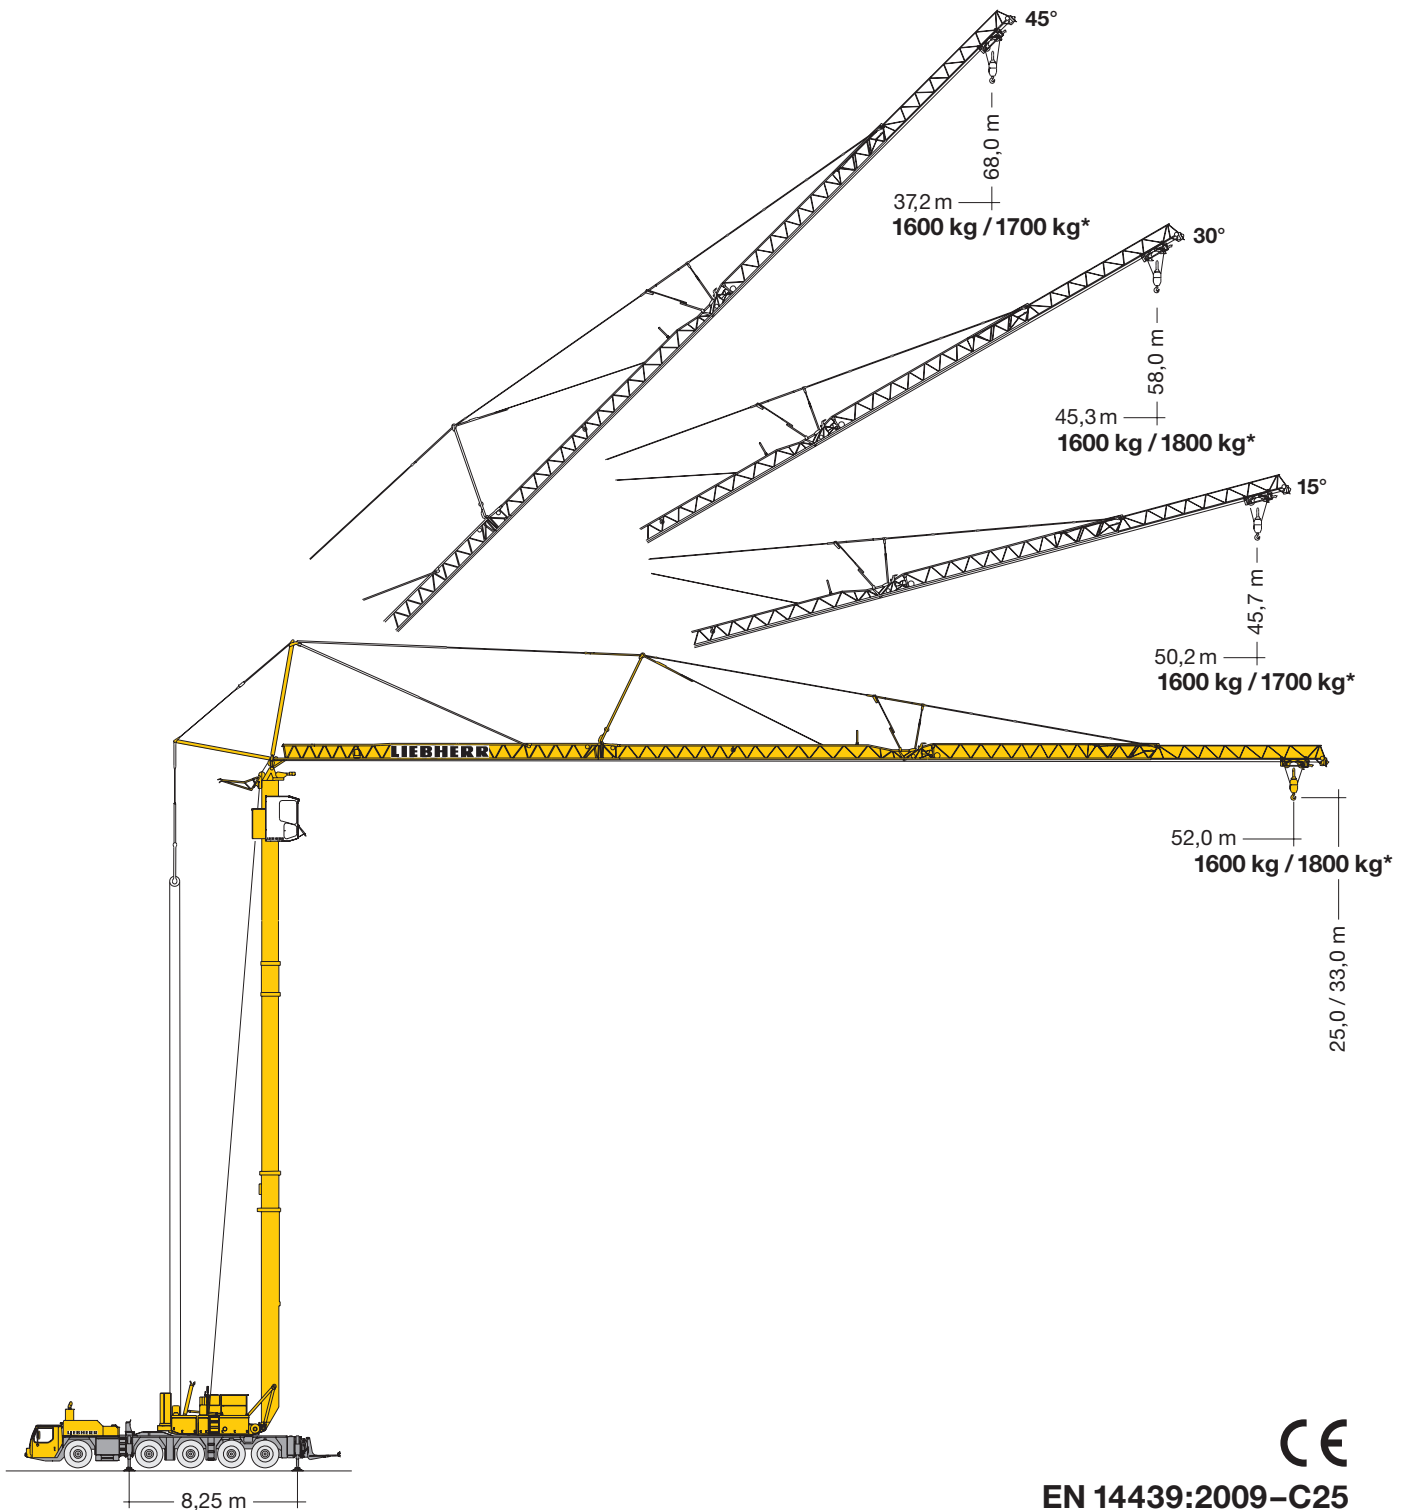 45°
68,0 m
37,2 m
1600 kg / 1700 kg*
30°
58,0 m
45,3 m
1600 kg / 1800 kg*
15°
45,7 m
50,2 m
1600 kg / 1700 kg*
LIEBHERR
52,0 m
1600 kg / 1800 kg*
25,0 / 33,0 m
LIEBHERR
8,25 m
CE
EN 14439:2009–C25